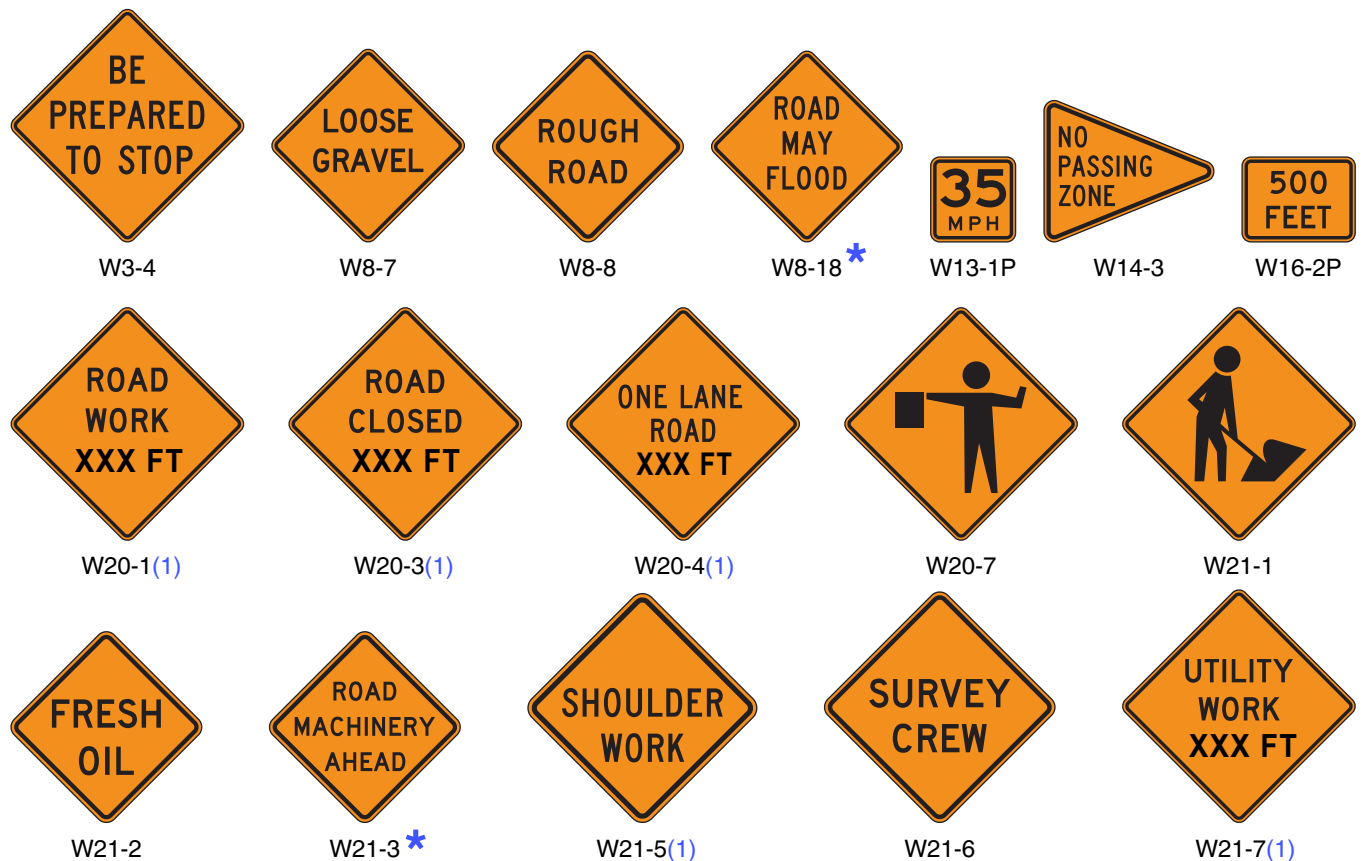 BE
PREPARED
TO STOP
W3-4
LOOSE
GRAVEL
W8-7
ROUGH
ROAD
W8-8
ROAD
MAY
FLOOD
W8-18*
35
MPH
W13-1P
NO
PASSING
ZONE
W14-3
500
FEET
W16-2P
ROAD
WORK
XXX FT
W20-1(1)
ROAD
CLOSED
XXX FT
W20-3(1)
ONE LANE
ROAD
XXX FT
W20-4(1)
W20-7
W21-1
FRESH
OIL
W21-2
ROAD
MACHINERY
AHEAD
W21-3*
SHOULDER
WORK
W21-5(1)
SURVEY
CREW
W21-6
UTILITY
WORK
XXX FT
W21-7(1)